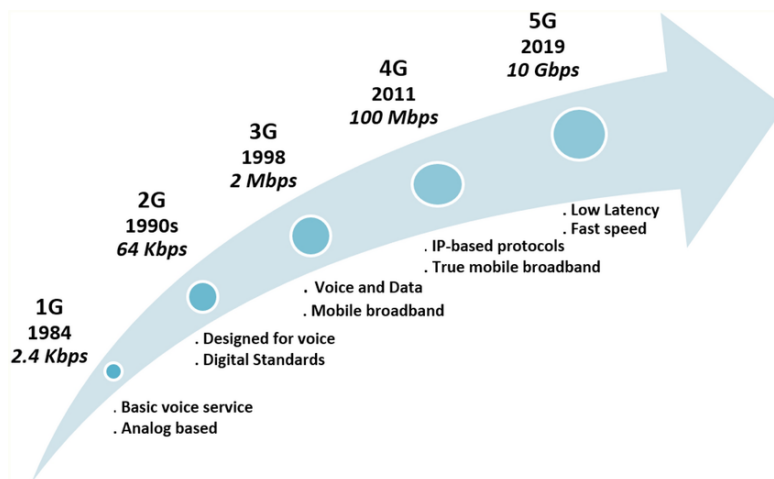 5G
2019
10 Gbps
4G
2011
100 Mbps
3G
1998
2 Mbps
2G
1990s
64 Kbps
1G
1984
2.4 Kbps
. Low Latency
. Fast speed
. IP-based protocols
. True mobile broadband
. Voice and Data
. Mobile broadband
. Designed for voice
. Digital Standards
. Basic voice service
. Analog based